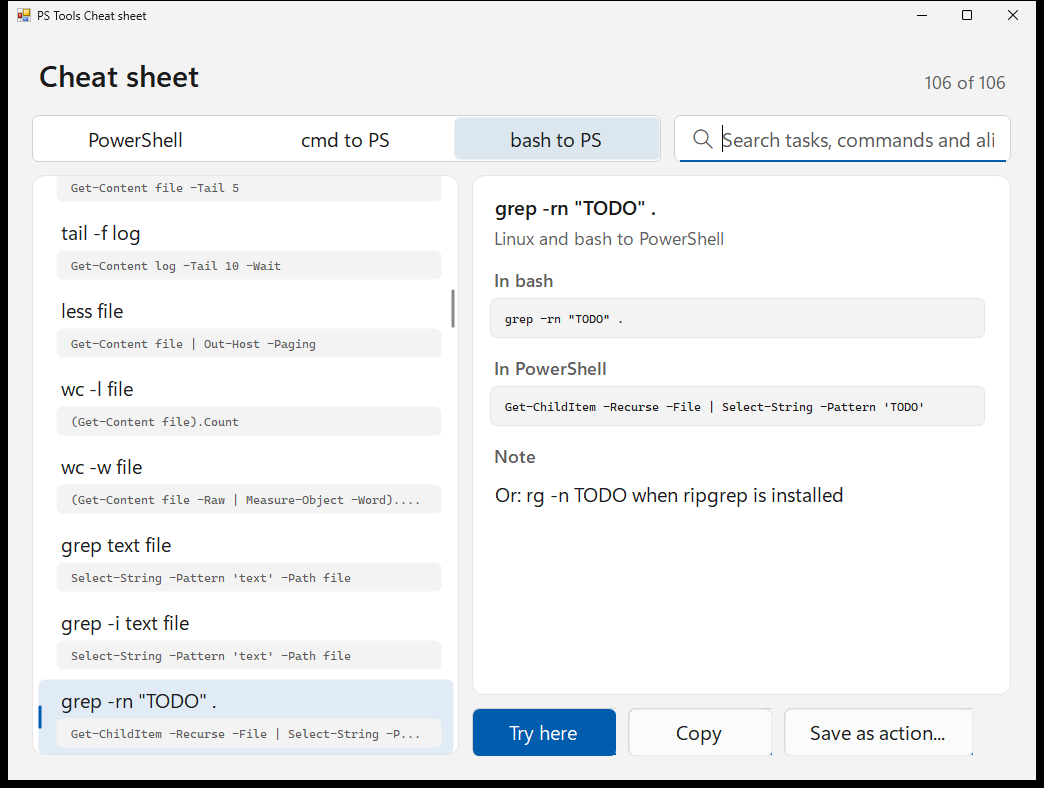 PS Tools Cheat sheet
Cheat sheet
106 of 106
PowerShell
cmd to PS
bash to PS
Search tasks, commands and ali
Get-Content file -Tail 5
tail -f log
Get-Content log -Tail 10 -Wait
less file
Get-Content file | Out-Host -Paging
wc -l file
(Get-Content file).Count
wc -w file
(Get-Content file -Raw | Measure-Object -Word)....
grep text file
Select-String -Pattern 'text' -Path file
grep -i text file
Select-String -Pattern 'text' -Path file
grep -rn "TODO" .
Get-ChildItem -Recurse -File | Select-String -P...
grep -rn "TODO" .
Linux and bash to PowerShell
In bash
grep -rn "TODO" .
In PowerShell
Get-ChildItem -Recurse -File | Select-String -Pattern 'TODO'
Note
Or: rg -n TODO when ripgrep is installed
Try here
Copy
Save as action...